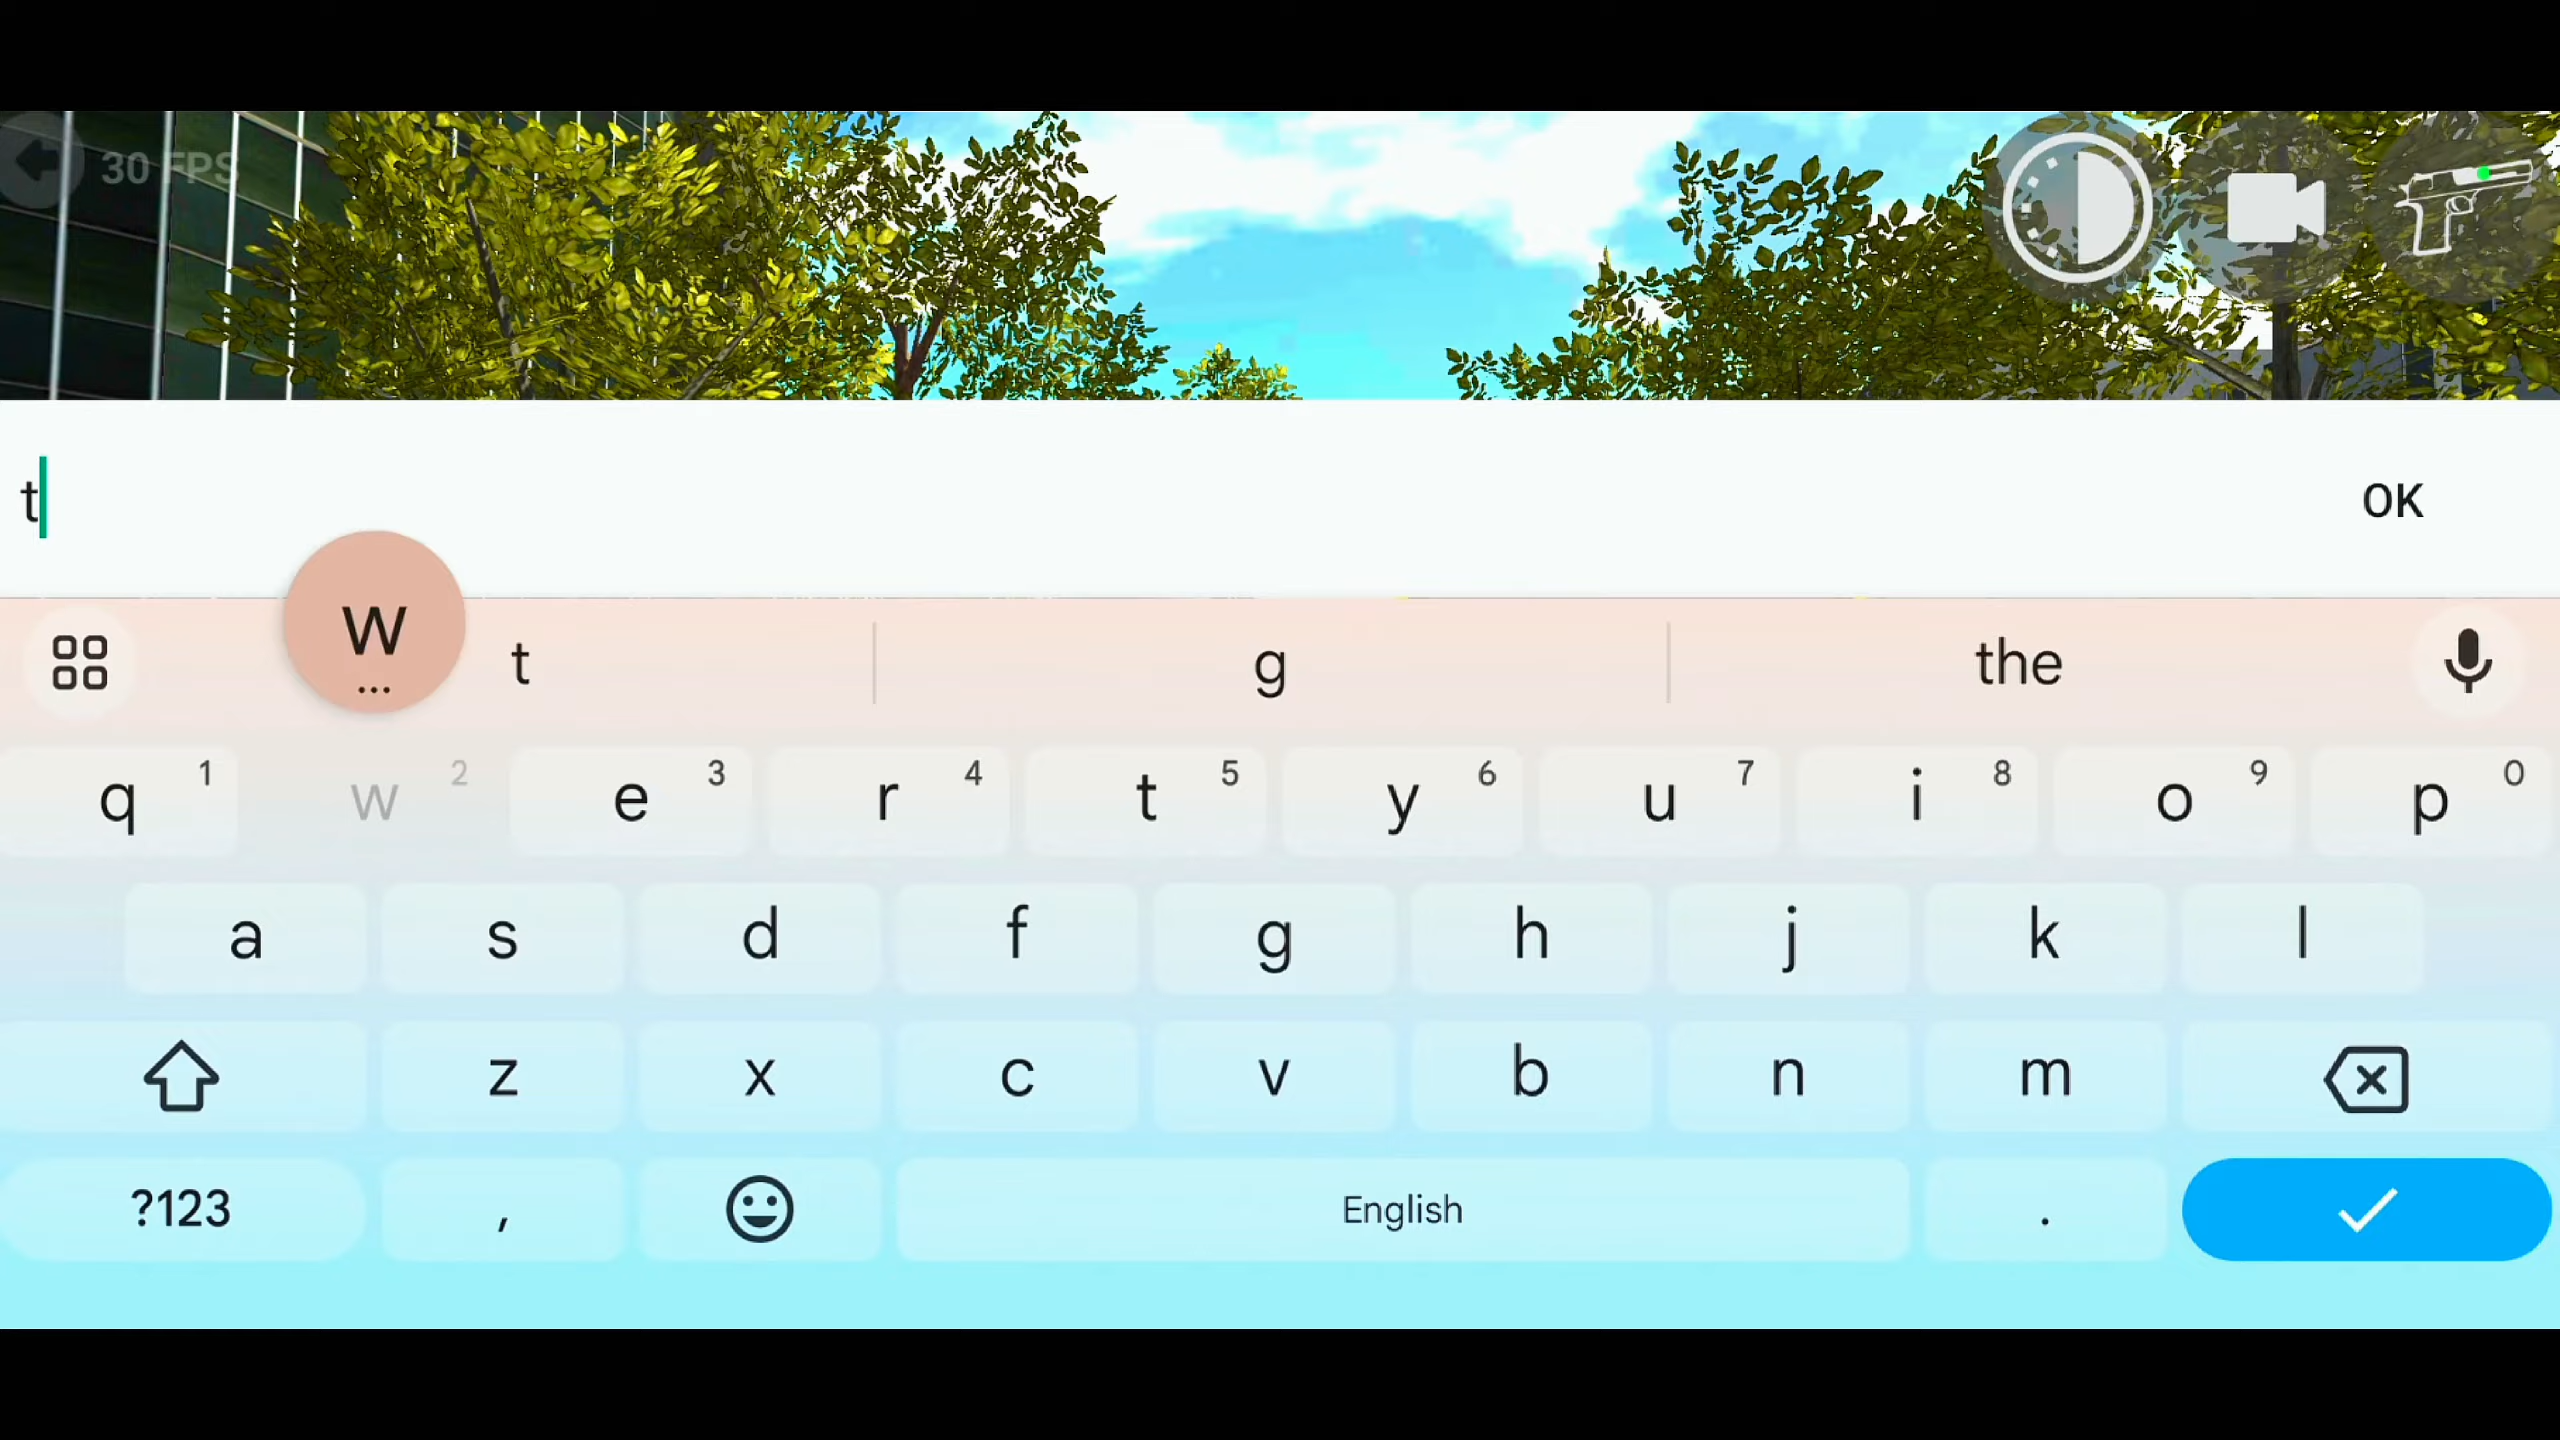 30 FPS
t
OK
w
...
t g the
q 1 w 2 e 3 r 4 t 5 y 6 u 7 i 8 o 9 p 0
a s d f g h j k l
z x c v b n m
?123 , English .